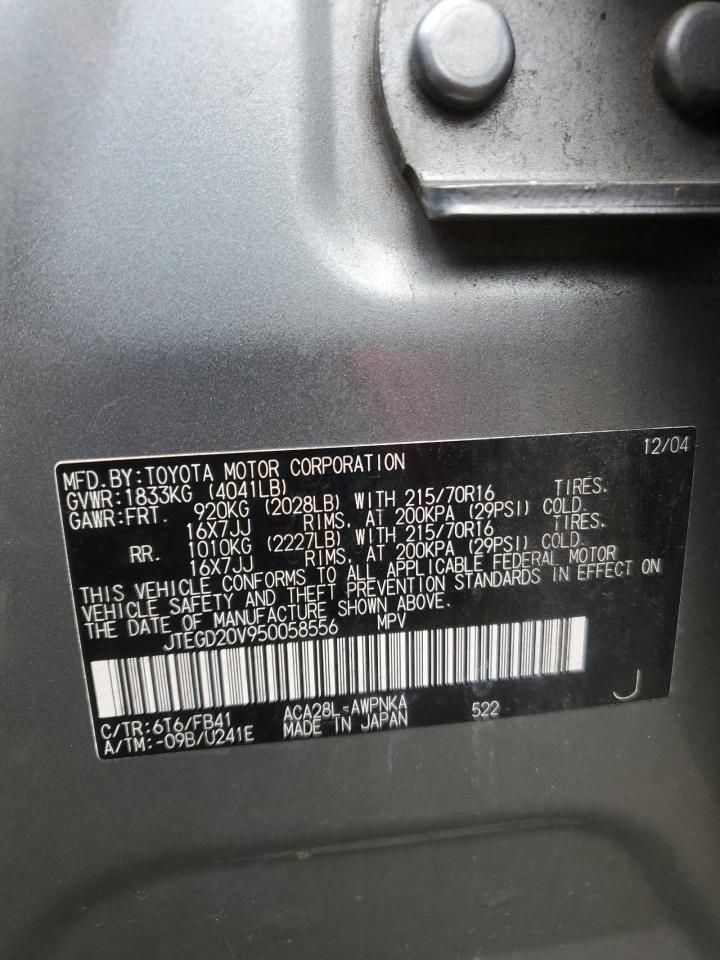 12/04
MFD. BY: TOYOTA MOTOR CORPORATION
GVWR: 1833KG (4041LB)
GAWR: FRT. 920KG (2028LB) WITH 215/70R16 TIRES.
16X7JJ RIMS. AT 200KPA (29PSI) COLD.
RR. 1010KG (2227LB) WITH 215/70R16 TIRES.
16X7JJ RIMS. AT 200KPA (29PSI) COLD.
THIS VEHICLE CONFORMS TO ALL APPLICABLE FEDERAL MOTOR
VEHICLE SAFETY AND THEFT PREVENTION STANDARDS IN EFFECT ON
THE DATE OF MANUFACTURE SHOWN ABOVE.
JTEGD20V950058556 MPV
J
C/TR: 6T6/FB41 ACA28L-AWPNKA 522
A/TM: -09B/U241E MADE IN JAPAN